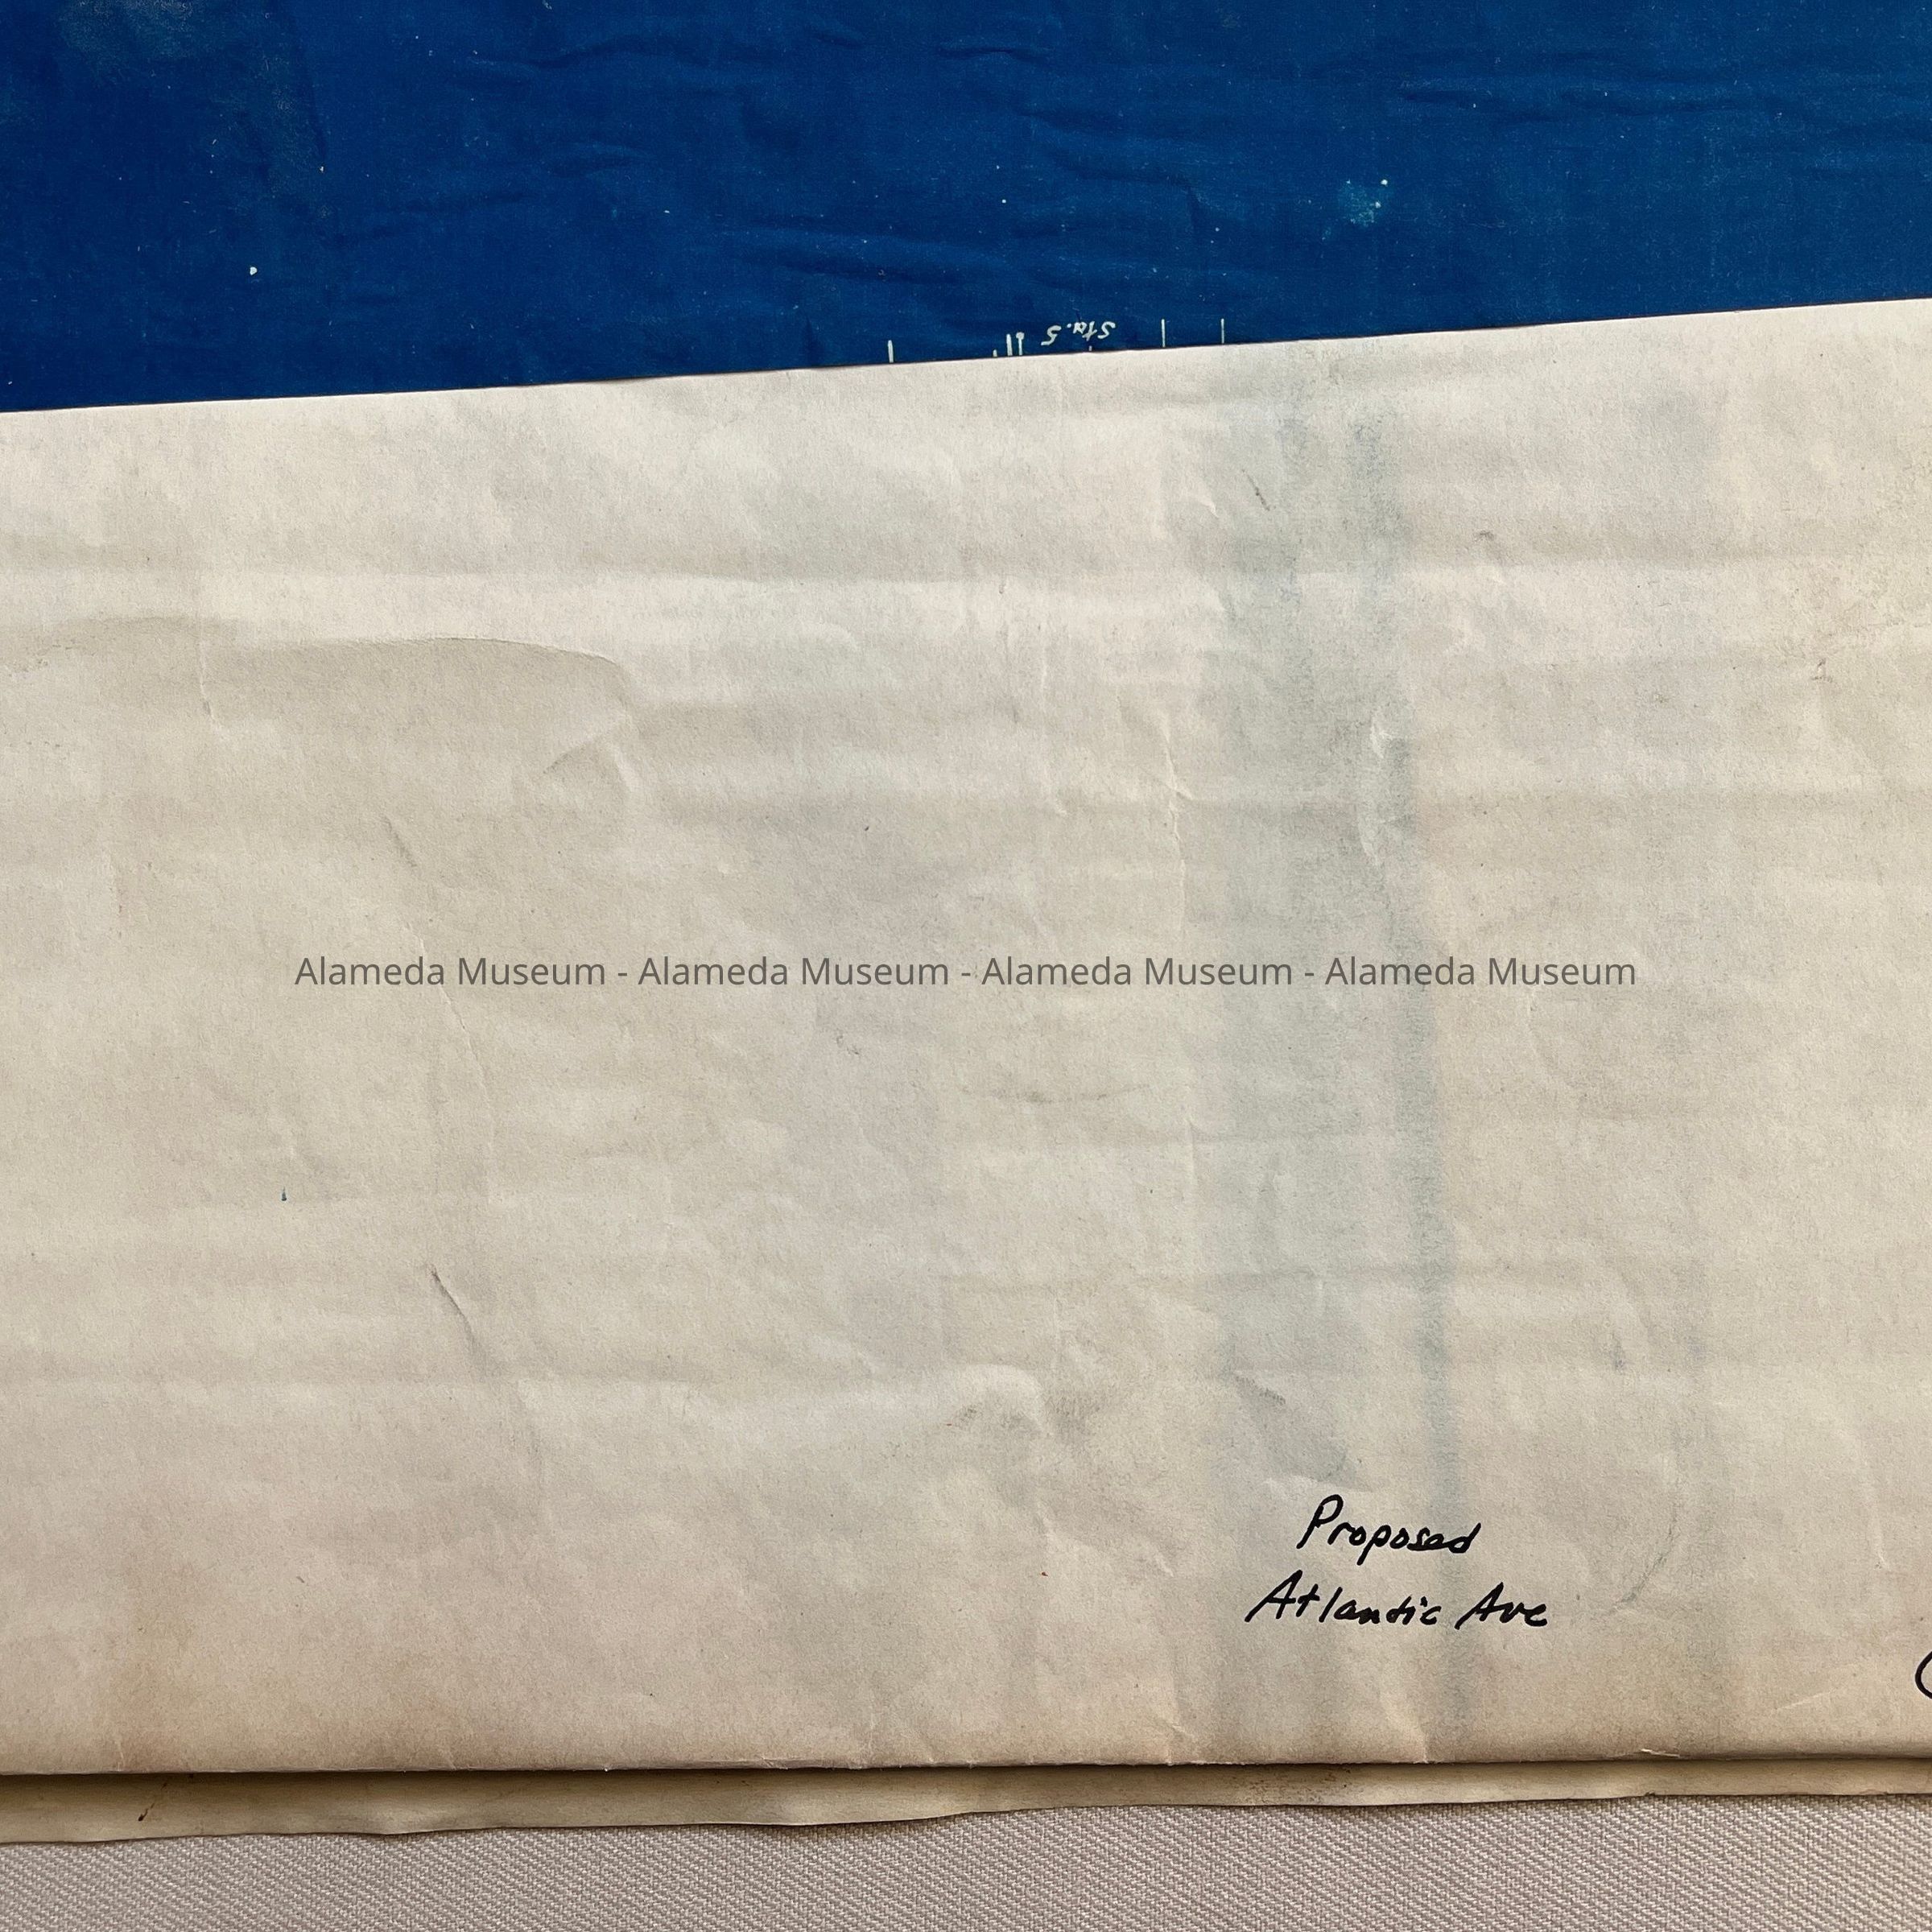 Sta. 5
Alameda Museum - Alameda Museum - Alameda Museum - Alameda Museum
Proposed
Atlantic Ave